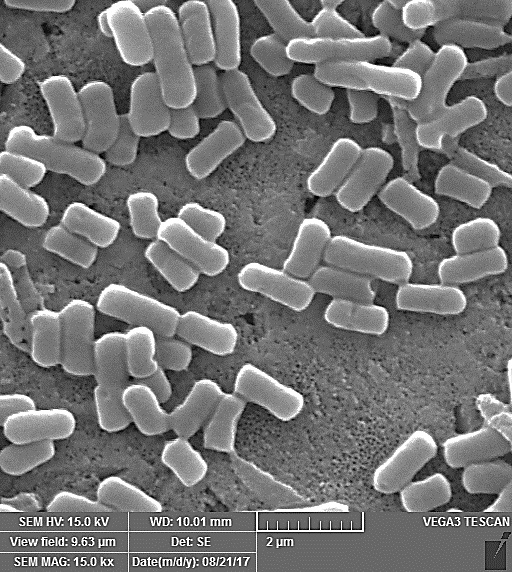 SEM HV: 15.0 kV WD: 10.01 mm VEGA3 TESCAN
View field: 9.63 µm Det: SE 2 µm
SEM MAG: 15.0 kx Date(m/d/y): 08/21/17